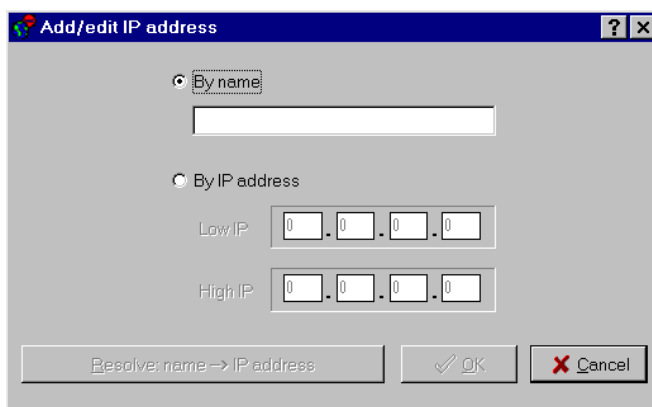 Add/edit IP address
By name
By IP address
Low IP 0 . 0 . 0 . 0
High IP 0 . 0 . 0 . 0
Resolve: name -> IP address OK Cancel